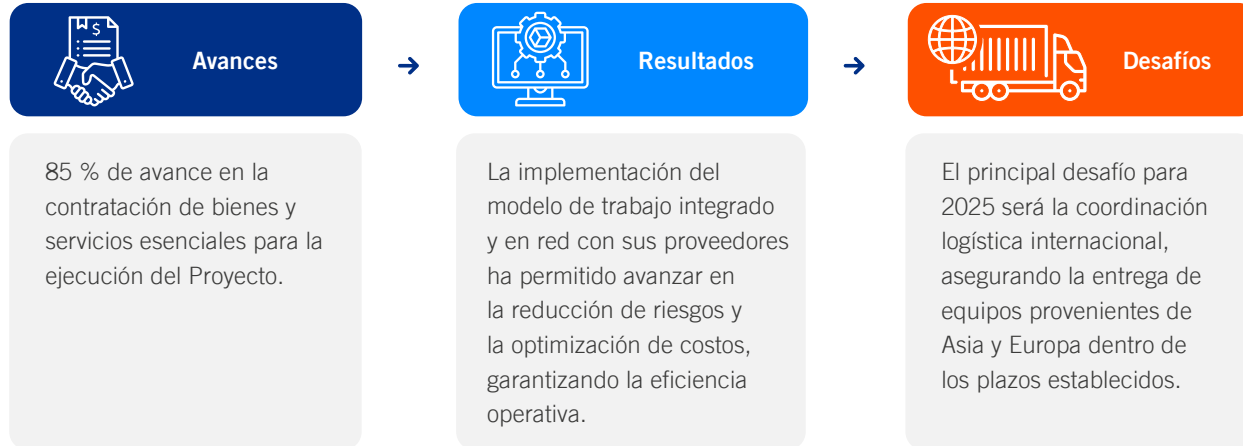 Avances
85 % de avance en la
contratación de bienes y
servicios esenciales para la
ejecución del Proyecto.
Resultados
La implementación del
modelo de trabajo integrado
y en red con sus proveedores
ha permitido avanzar en
la reducción de riesgos y
la optimización de costos,
garantizando la eficiencia
operativa.
Desafíos
El principal desafío para
2025 será la coordinación
logística internacional,
asegurando la entrega de
equipos provenientes de
Asia y Europa dentro de
los plazos establecidos.